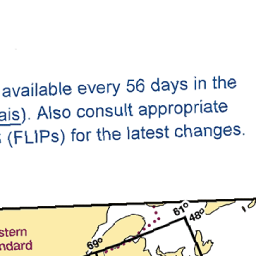 available every 56 days in the
ais). Also consult appropriate
(FLIPs) for the latest changes.
61°
48°
stern
ndard
69°